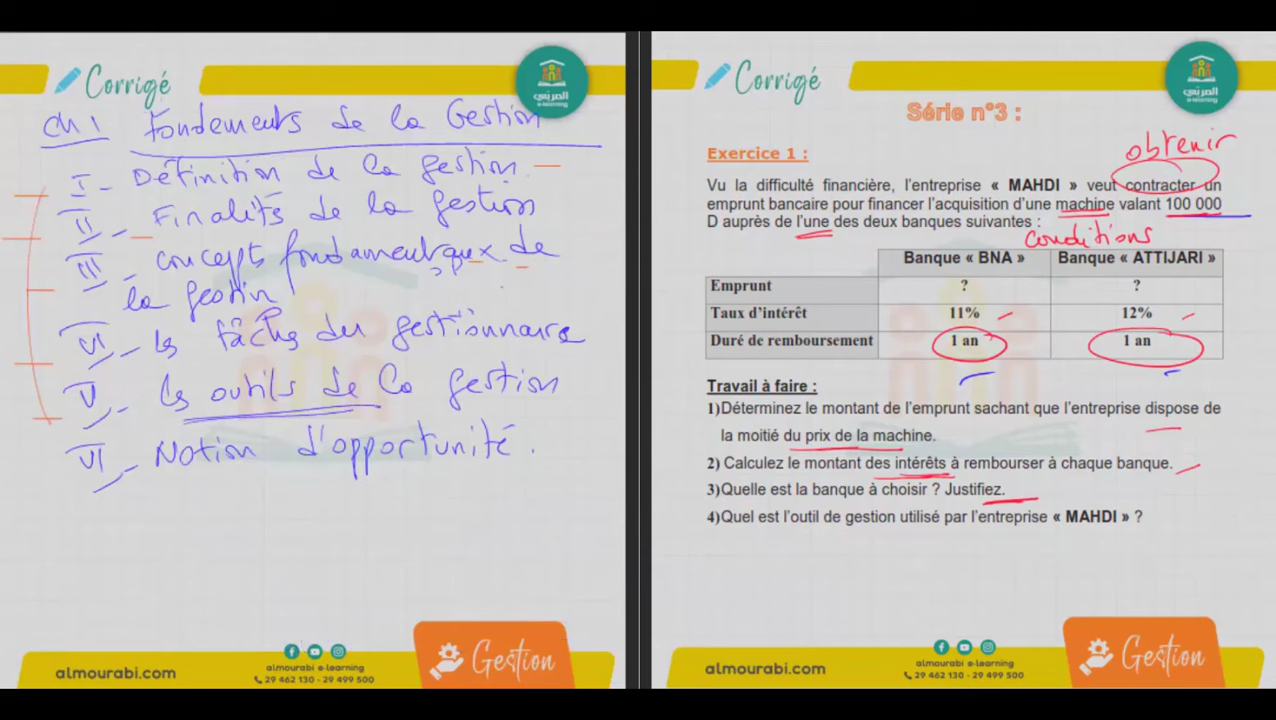 Corrigé
المربّي
e-learning
Ch 1 Fondements de la Gestion
I- Définition de la gestion
II- Finalités de la gestion
III- concepts fondamentaux de
la gestion
VI- les tâches du gestionnaire
V- les outils de la gestion
VI- Notion d'opportunité.
almourabi.com
almourabi e-learning
29 462 130 - 29 499 500
Gestion
Corrigé
المربّي
e-learning
Série n°3 :
Exercice 1 :
obtenir
Vu la difficulté financière, l'entreprise « MAHDI » veut contracter un
emprunt bancaire pour financer l'acquisition d'une machine valant 100 000
D auprès de l'une des deux banques suivantes :
conditions
Banque « BNA » Banque « ATTIJARI »
Emprunt ? ?
Taux d'intérêt 11% 12%
Duré de remboursement 1 an 1 an
Travail à faire :
1)Déterminez le montant de l'emprunt sachant que l'entreprise dispose de
la moitié du prix de la machine.
2) Calculez le montant des intérêts à rembourser à chaque banque.
3)Quelle est la banque à choisir ? Justifiez.
4)Quel est l'outil de gestion utilisé par l'entreprise « MAHDI » ?
almourabi.com
almourabi e-learning
29 462 130 - 29 499 500
Gestion